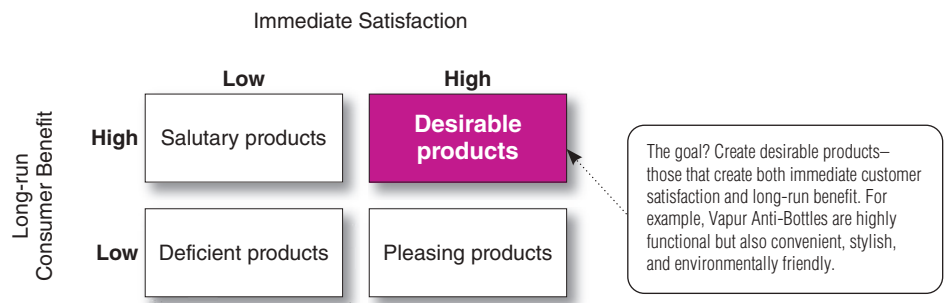 Immediate Satisfaction
Low
High
Long-run
Consumer Benefit
High
Salutary products
Desirable
products
Low
Deficient products
Pleasing products
The goal? Create desirable products–
those that create both immediate customer
satisfaction and long-run benefit. For
example, Vapur Anti-Bottles are highly
functional but also convenient, stylish,
and environmentally friendly.